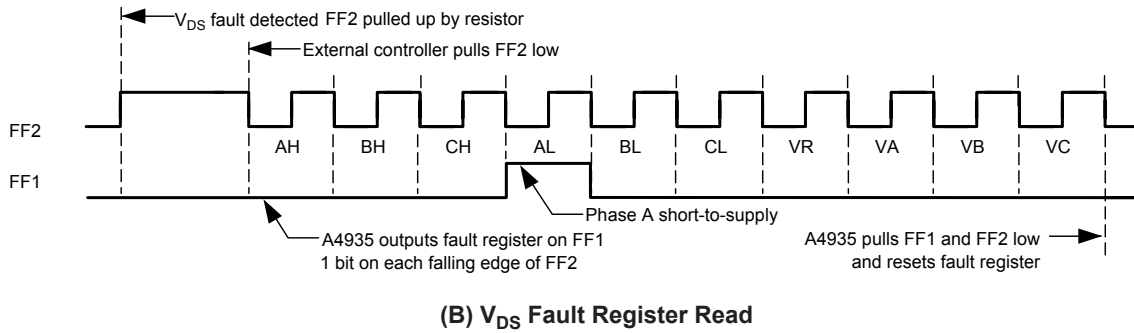 V_DS fault detected FF2 pulled up by resistor
External controller pulls FF2 low
FF2
AH BH CH AL BL CL VR VA VB VC
FF1
Phase A short-to-supply
A4935 outputs fault register on FF1
1 bit on each falling edge of FF2
A4935 pulls FF1 and FF2 low
and resets fault register
(B) V_DS Fault Register Read